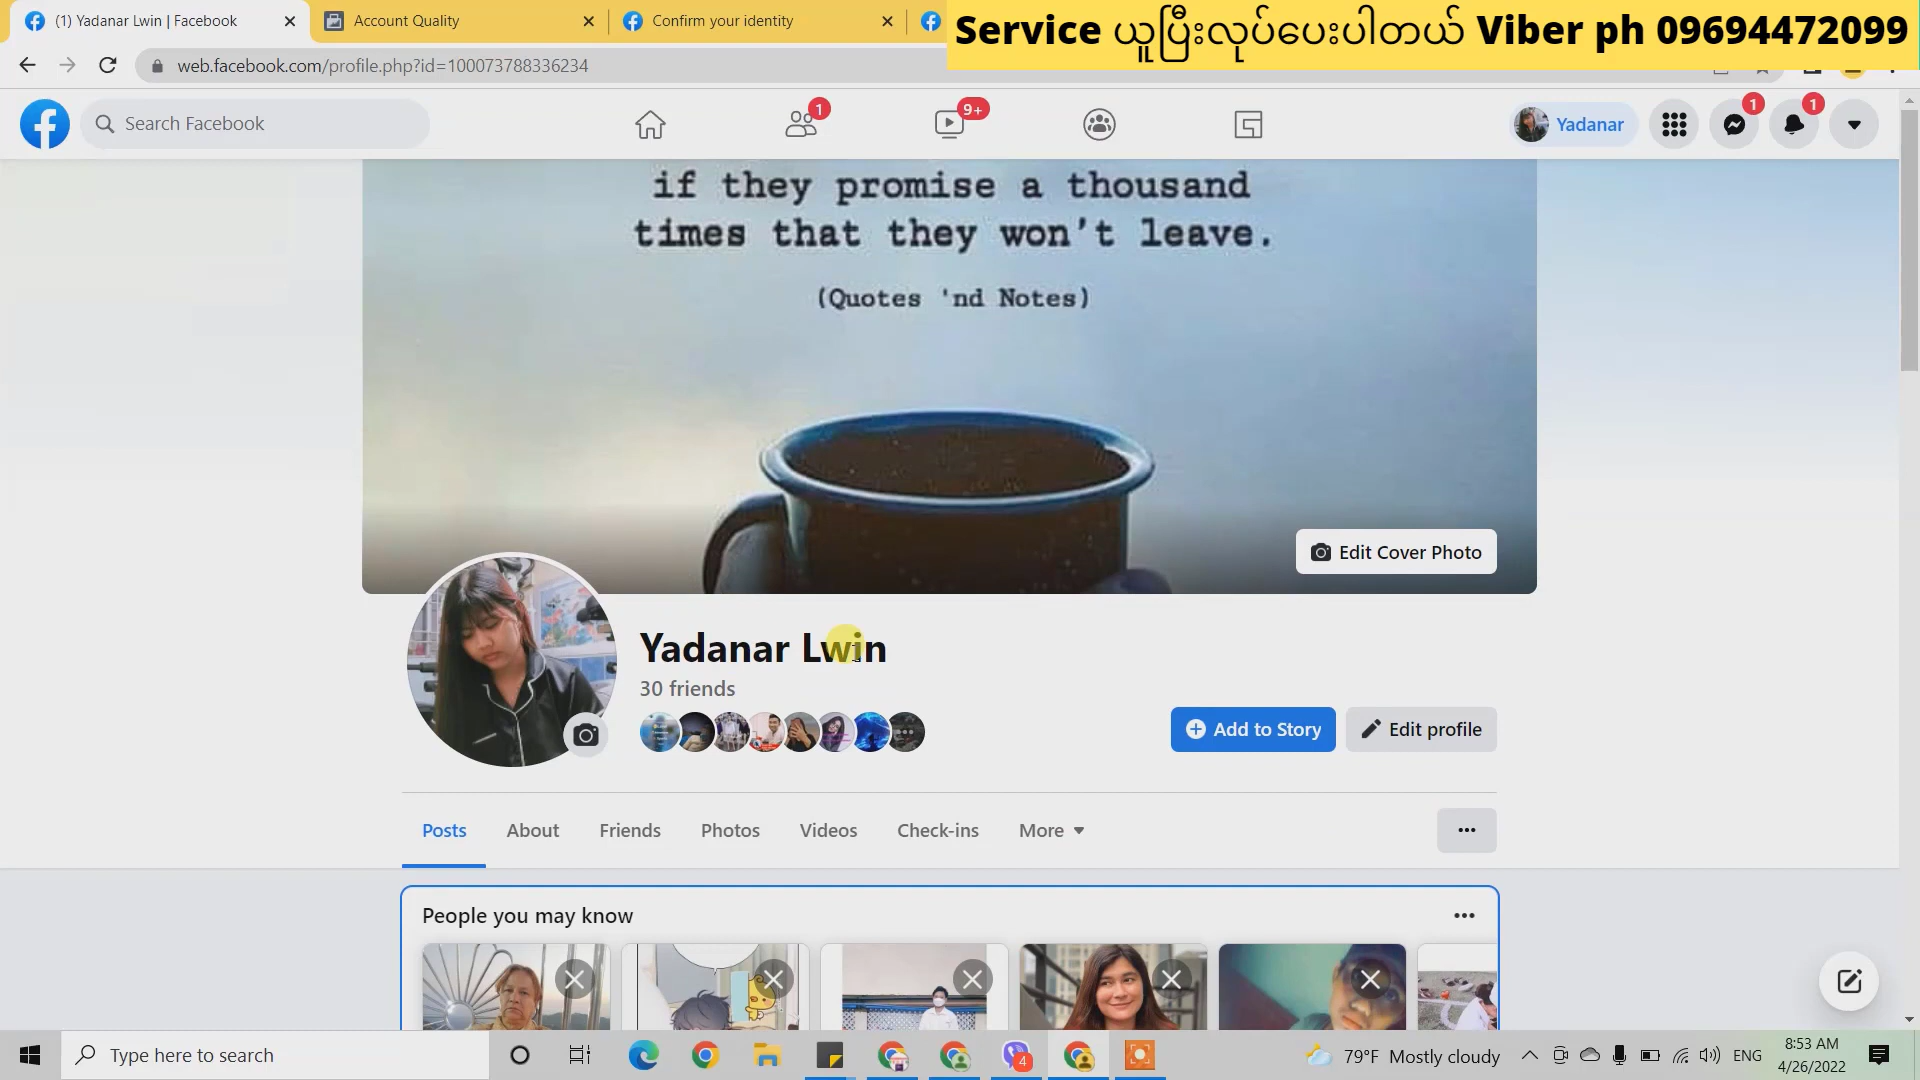 (1) Yadanar Lwin | Facebook
Account Quality
Confirm your identity
Service ယူပြီးလုပ်ပေးပါတယ် Viber ph 09694472099
web.facebook.com/profile.php?id=100073788336234
Search Facebook
1
9+
Yadanar
1
1
if they promise a thousand
times that they won't leave.
(Quotes 'nd Notes)
Edit Cover Photo
Yadanar Lwin
30 friends
Add to Story
Edit profile
Posts
About
Friends
Photos
Videos
Check-ins
More
People you may know
Type here to search
4
79°F Mostly cloudy
ENG
8:53 AM
4/26/2022